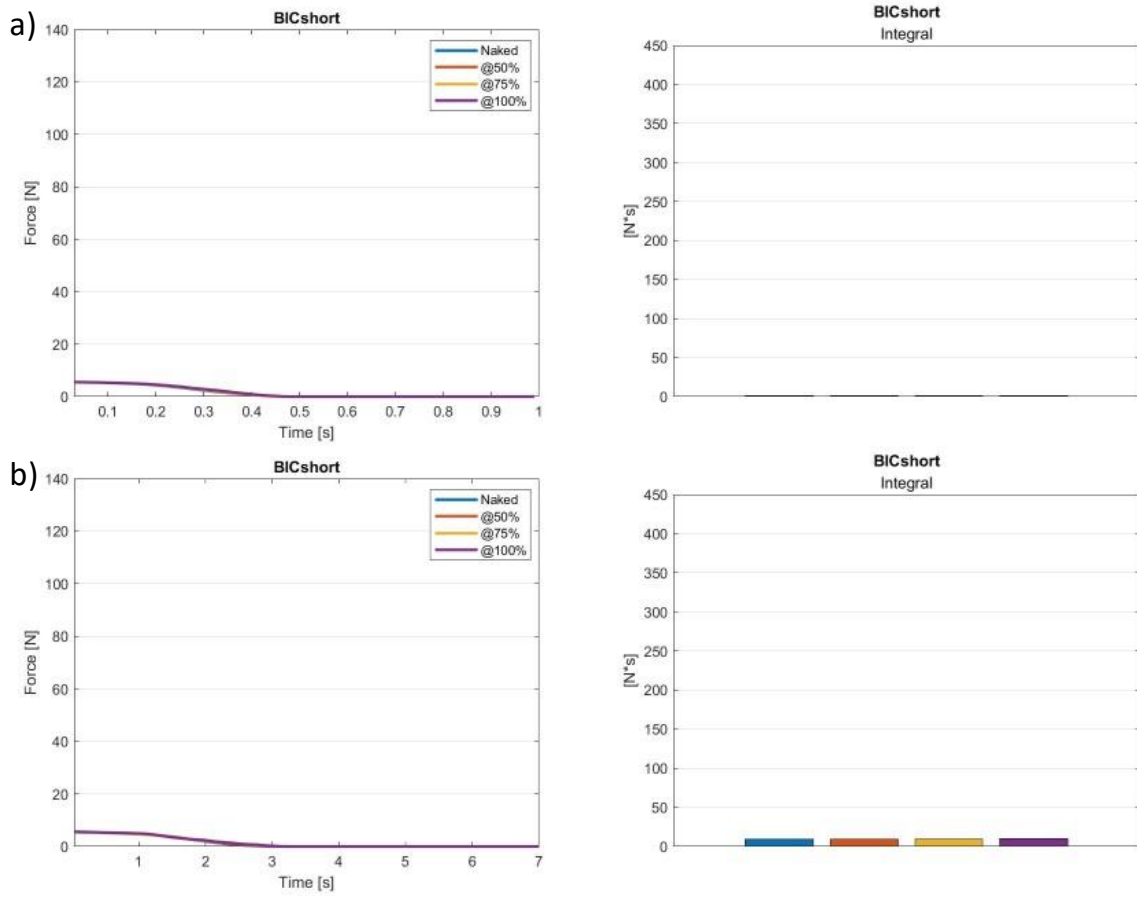 a)
BICshort
Force [N]
140
120
100
80
60
40
20
0
Naked
@50%
@75%
@100%
0.1 0.2 0.3 0.4 0.5 0.6 0.7 0.8 0.9 1
Time [s]
BICshort
Integral
[N*s]
450
400
350
300
250
200
150
100
50
0
b)
BICshort
Force [N]
140
120
100
80
60
40
20
0
Naked
@50%
@75%
@100%
1 2 3 4 5 6 7
Time [s]
BICshort
Integral
[N*s]
450
400
350
300
250
200
150
100
50
0